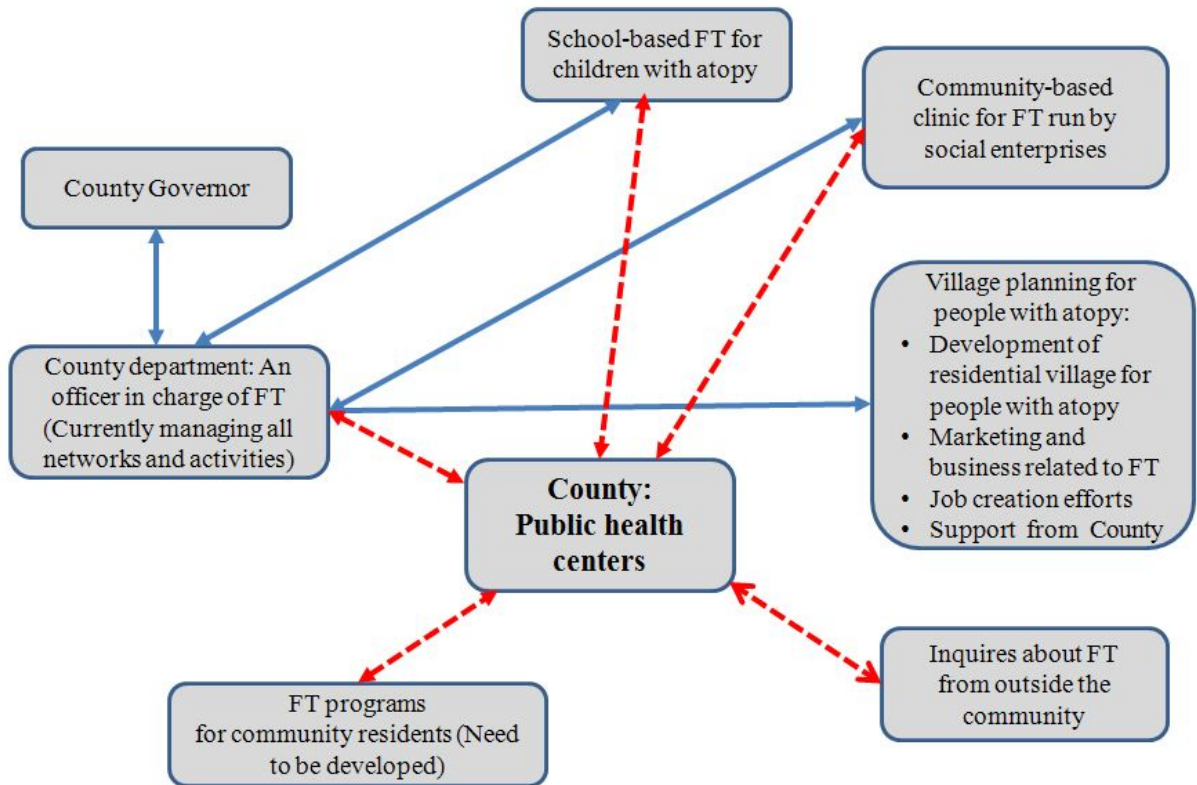 School-based FT for
children with atopy
Community-based
clinic for FT run by
social enterprises
County Governor
Village planning for
people with atopy:
• Development of
residential village for
people with atopy
• Marketing and
business related to FT
• Job creation efforts
• Support from County
County department: An
officer in charge of FT
(Currently managing all
networks and activities)
County:
Public health
centers
Inquires about FT
from outside the
community
FT programs
for community residents (Need
to be developed)